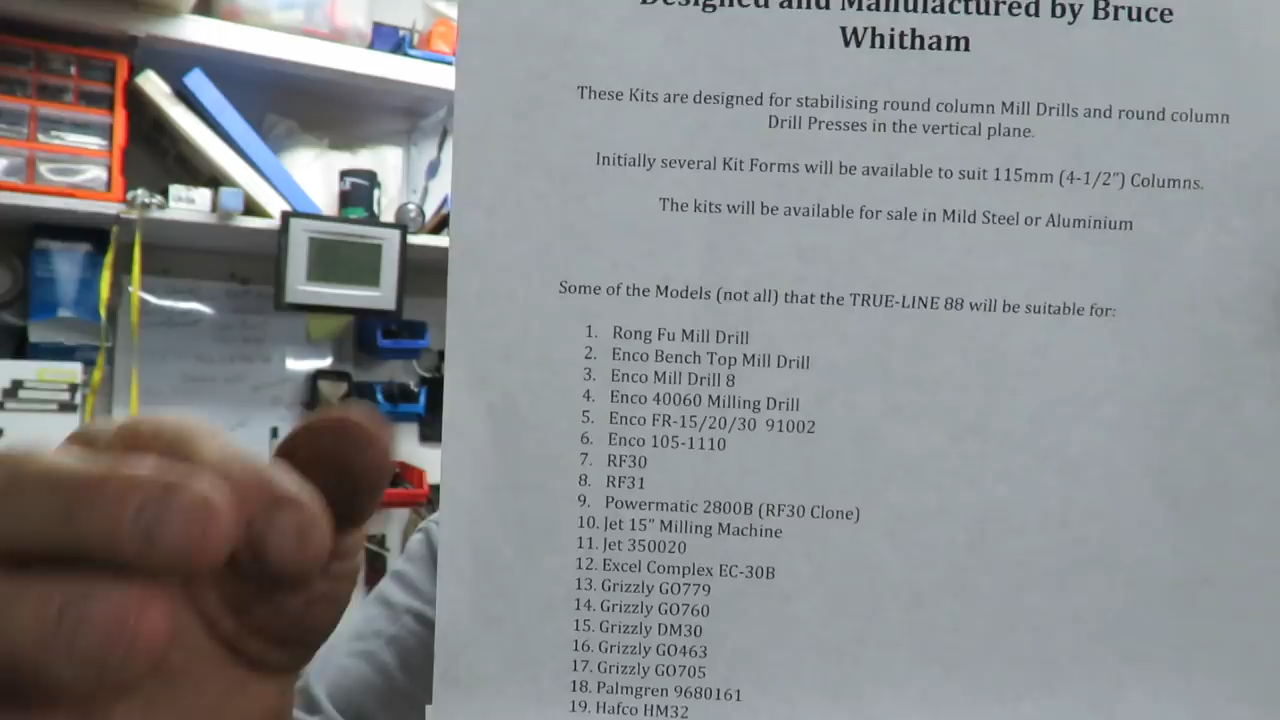 Designed and Manufactured by Bruce
Whitham
These Kits are designed for stabilising round column Mill Drills and round column
Drill Presses in the vertical plane.
Initially several Kit Forms will be available to suit 115mm (4-1/2") Columns.
The kits will be available for sale in Mild Steel or Aluminium
Some of the Models (not all) that the TRUE-LINE 88 will be suitable for:
1. Rong Fu Mill Drill
2. Enco Bench Top Mill Drill
3. Enco Mill Drill 8
4. Enco 40060 Milling Drill
5. Enco FR-15/20/30 91002
6. Enco 105-1110
7. RF30
8. RF31
9. Powermatic 2800B (RF30 Clone)
10. Jet 15" Milling Machine
11. Jet 350020
12. Excel Complex EC-30B
13. Grizzly GO779
14. Grizzly GO760
15. Grizzly DM30
16. Grizzly GO463
17. Grizzly GO705
18. Palmgren 9680161
19. Hafco HM32